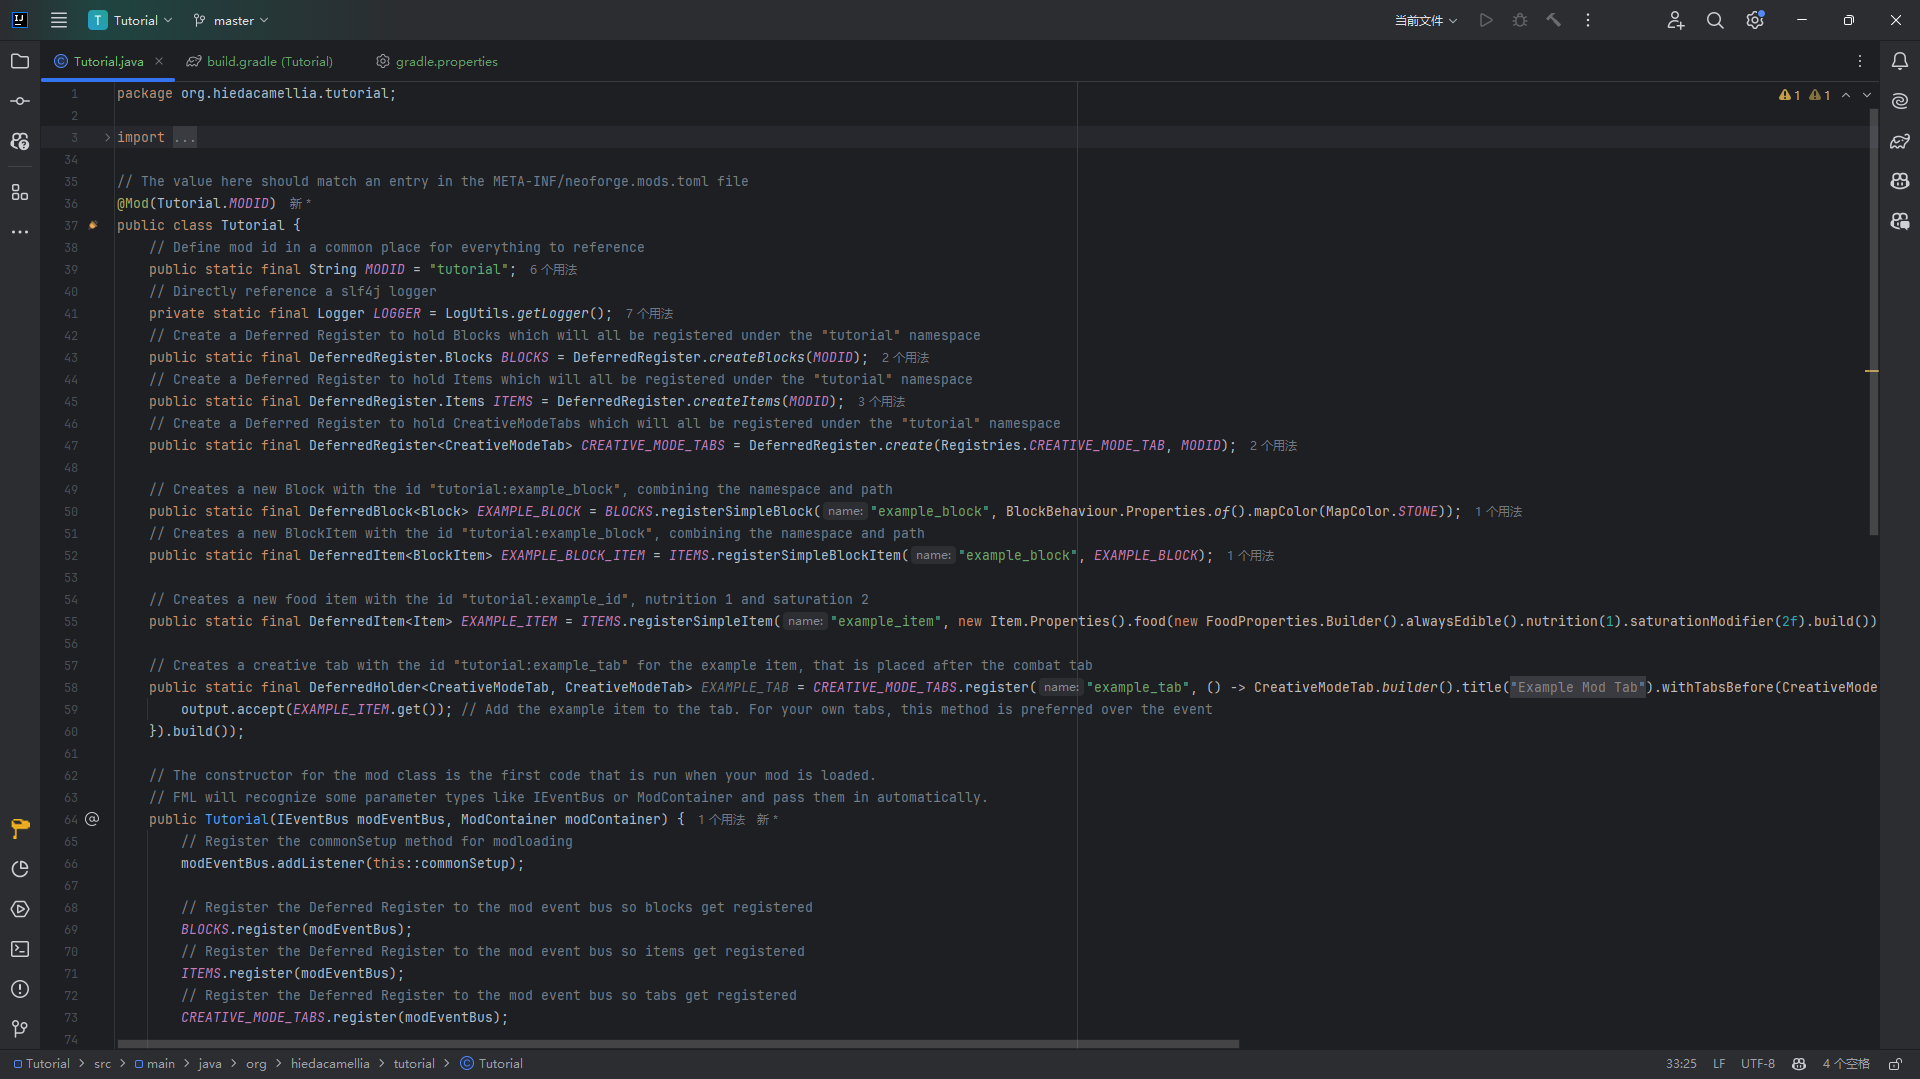 Tutorial
master
当前文件
Tutorial.java
build.gradle (Tutorial)
gradle.properties
1 package org.hiedacamellia.tutorial;
1 1
2
3 import ...
34
35 // The value here should match an entry in the META-INF/neoforge.mods.toml file
36 @Mod(Tutorial.MODID) 新 *
37 public class Tutorial {
38 // Define mod id in a common place for everything to reference
39 public static final String MODID = "tutorial"; 6 个用法
40 // Directly reference a slf4j logger
41 private static final Logger LOGGER = LogUtils.getLogger(); 7 个用法
42 // Create a Deferred Register to hold Blocks which will all be registered under the "tutorial" namespace
43 public static final DeferredRegister.Blocks BLOCKS = DeferredRegister.createBlocks(MODID); 2 个用法
44 // Create a Deferred Register to hold Items which will all be registered under the "tutorial" namespace
45 public static final DeferredRegister.Items ITEMS = DeferredRegister.createItems(MODID); 3 个用法
46 // Create a Deferred Register to hold CreativeModeTabs which will all be registered under the "tutorial" namespace
47 public static final DeferredRegister<CreativeModeTab> CREATIVE_MODE_TABS = DeferredRegister.create(Registries.CREATIVE_MODE_TAB, MODID); 2 个用法
48
49 // Creates a new Block with the id "tutorial:example_block", combining the namespace and path
50 public static final DeferredBlock<Block> EXAMPLE_BLOCK = BLOCKS.registerSimpleBlock( name: "example_block", BlockBehaviour.Properties.of().mapColor(MapColor.STONE)); 1 个用法
51 // Creates a new BlockItem with the id "tutorial:example_block", combining the namespace and path
52 public static final DeferredItem<BlockItem> EXAMPLE_BLOCK_ITEM = ITEMS.registerSimpleBlockItem( name: "example_block", EXAMPLE_BLOCK); 1 个用法
53
54 // Creates a new food item with the id "tutorial:example_id", nutrition 1 and saturation 2
55 public static final DeferredItem<Item> EXAMPLE_ITEM = ITEMS.registerSimpleItem( name: "example_item", new Item.Properties().food(new FoodProperties.Builder().alwaysEdible().nutrition(1).saturationModifier(2f).build())
56
57 // Creates a creative tab with the id "tutorial:example_tab" for the example item, that is placed after the combat tab
58 public static final DeferredHolder<CreativeModeTab, CreativeModeTab> EXAMPLE_TAB = CREATIVE_MODE_TABS.register( name: "example_tab", () -> CreativeModeTab.builder().title("Example Mod Tab").withTabsBefore(CreativeMode
59 output.accept(EXAMPLE_ITEM.get()); // Add the example item to the tab. For your own tabs, this method is preferred over the event
60 }).build());
61
62 // The constructor for the mod class is the first code that is run when your mod is loaded.
63 // FML will recognize some parameter types like IEventBus or ModContainer and pass them in automatically.
64 public Tutorial(IEventBus modEventBus, ModContainer modContainer) { 1 个用法 新 *
65 // Register the commonSetup method for modloading
66 modEventBus.addListener(this::commonSetup);
67
68 // Register the Deferred Register to the mod event bus so blocks get registered
69 BLOCKS.register(modEventBus);
70 // Register the Deferred Register to the mod event bus so items get registered
71 ITEMS.register(modEventBus);
72 // Register the Deferred Register to the mod event bus so tabs get registered
73 CREATIVE_MODE_TABS.register(modEventBus);
74
Tutorial > src > main > java > org > hiedacamellia > tutorial > Tutorial
33:25 LF UTF-8 4 个空格